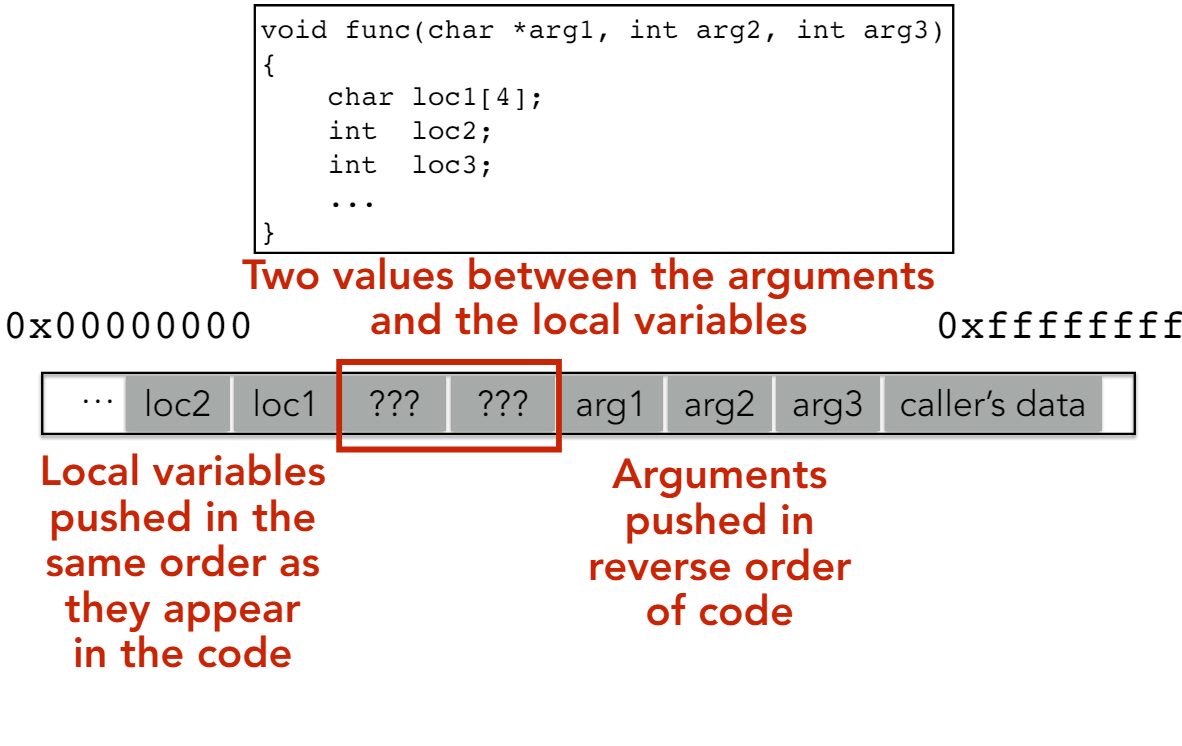 void func(char *arg1, int arg2, int arg3)
{
    char loc1[4];
    int  loc2;
    int  loc3;
    ...
}
Two values between the arguments
and the local variables
0x00000000
0xffffffff
… loc2 loc1 ??? ??? arg1 arg2 arg3 caller's data
Local variables
pushed in the
same order as
they appear
in the code
Arguments
pushed in
reverse order
of code